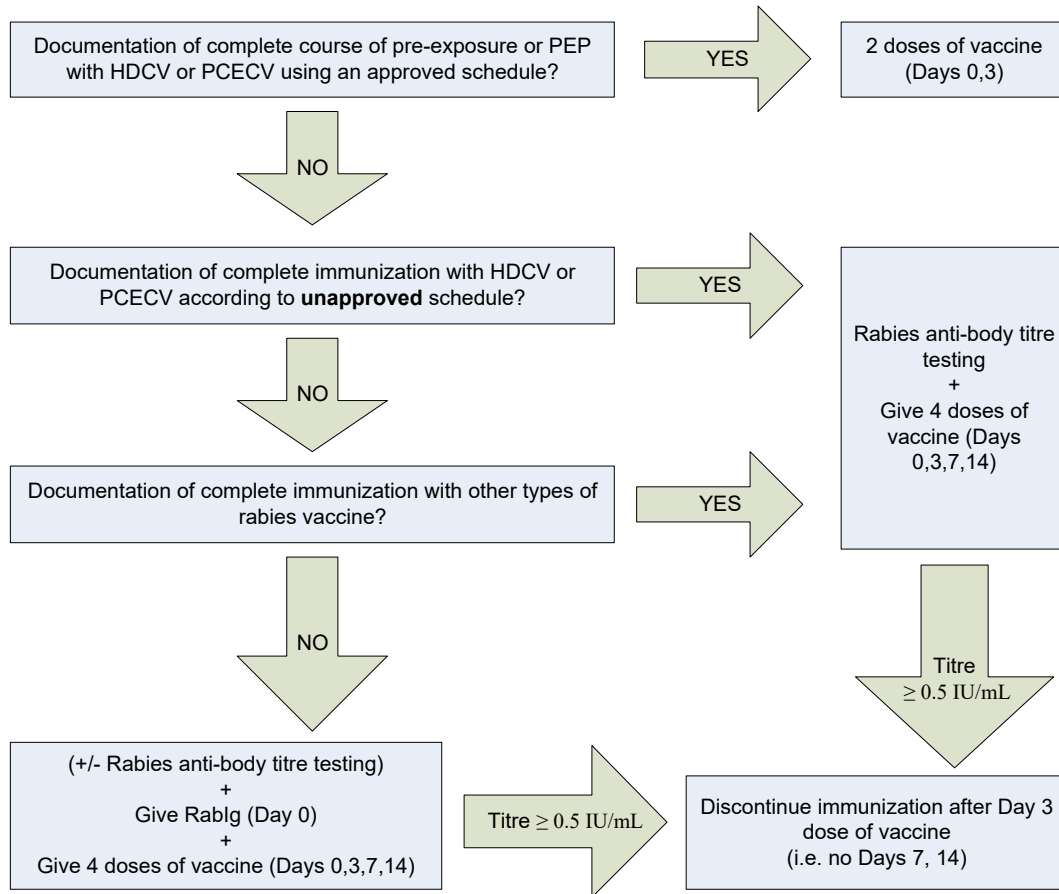 Documentation of complete course of pre-exposure or PEP
with HDCV or PCECV using an approved schedule?
YES
2 doses of vaccine
(Days 0,3)
NO
Documentation of complete immunization with HDCV or
PCECV according to unapproved schedule?
YES
Rabies anti-body titre
testing
+
Give 4 doses of
vaccine (Days
0,3,7,14)
NO
Documentation of complete immunization with other types of
rabies vaccine?
YES
NO
Titre
≥ 0.5 IU/mL
(+/- Rabies anti-body titre testing)
+
Give RabIg (Day 0)
+
Give 4 doses of vaccine (Days 0,3,7,14)
Titre ≥ 0.5 IU/mL
Discontinue immunization after Day 3
dose of vaccine
(i.e. no Days 7, 14)